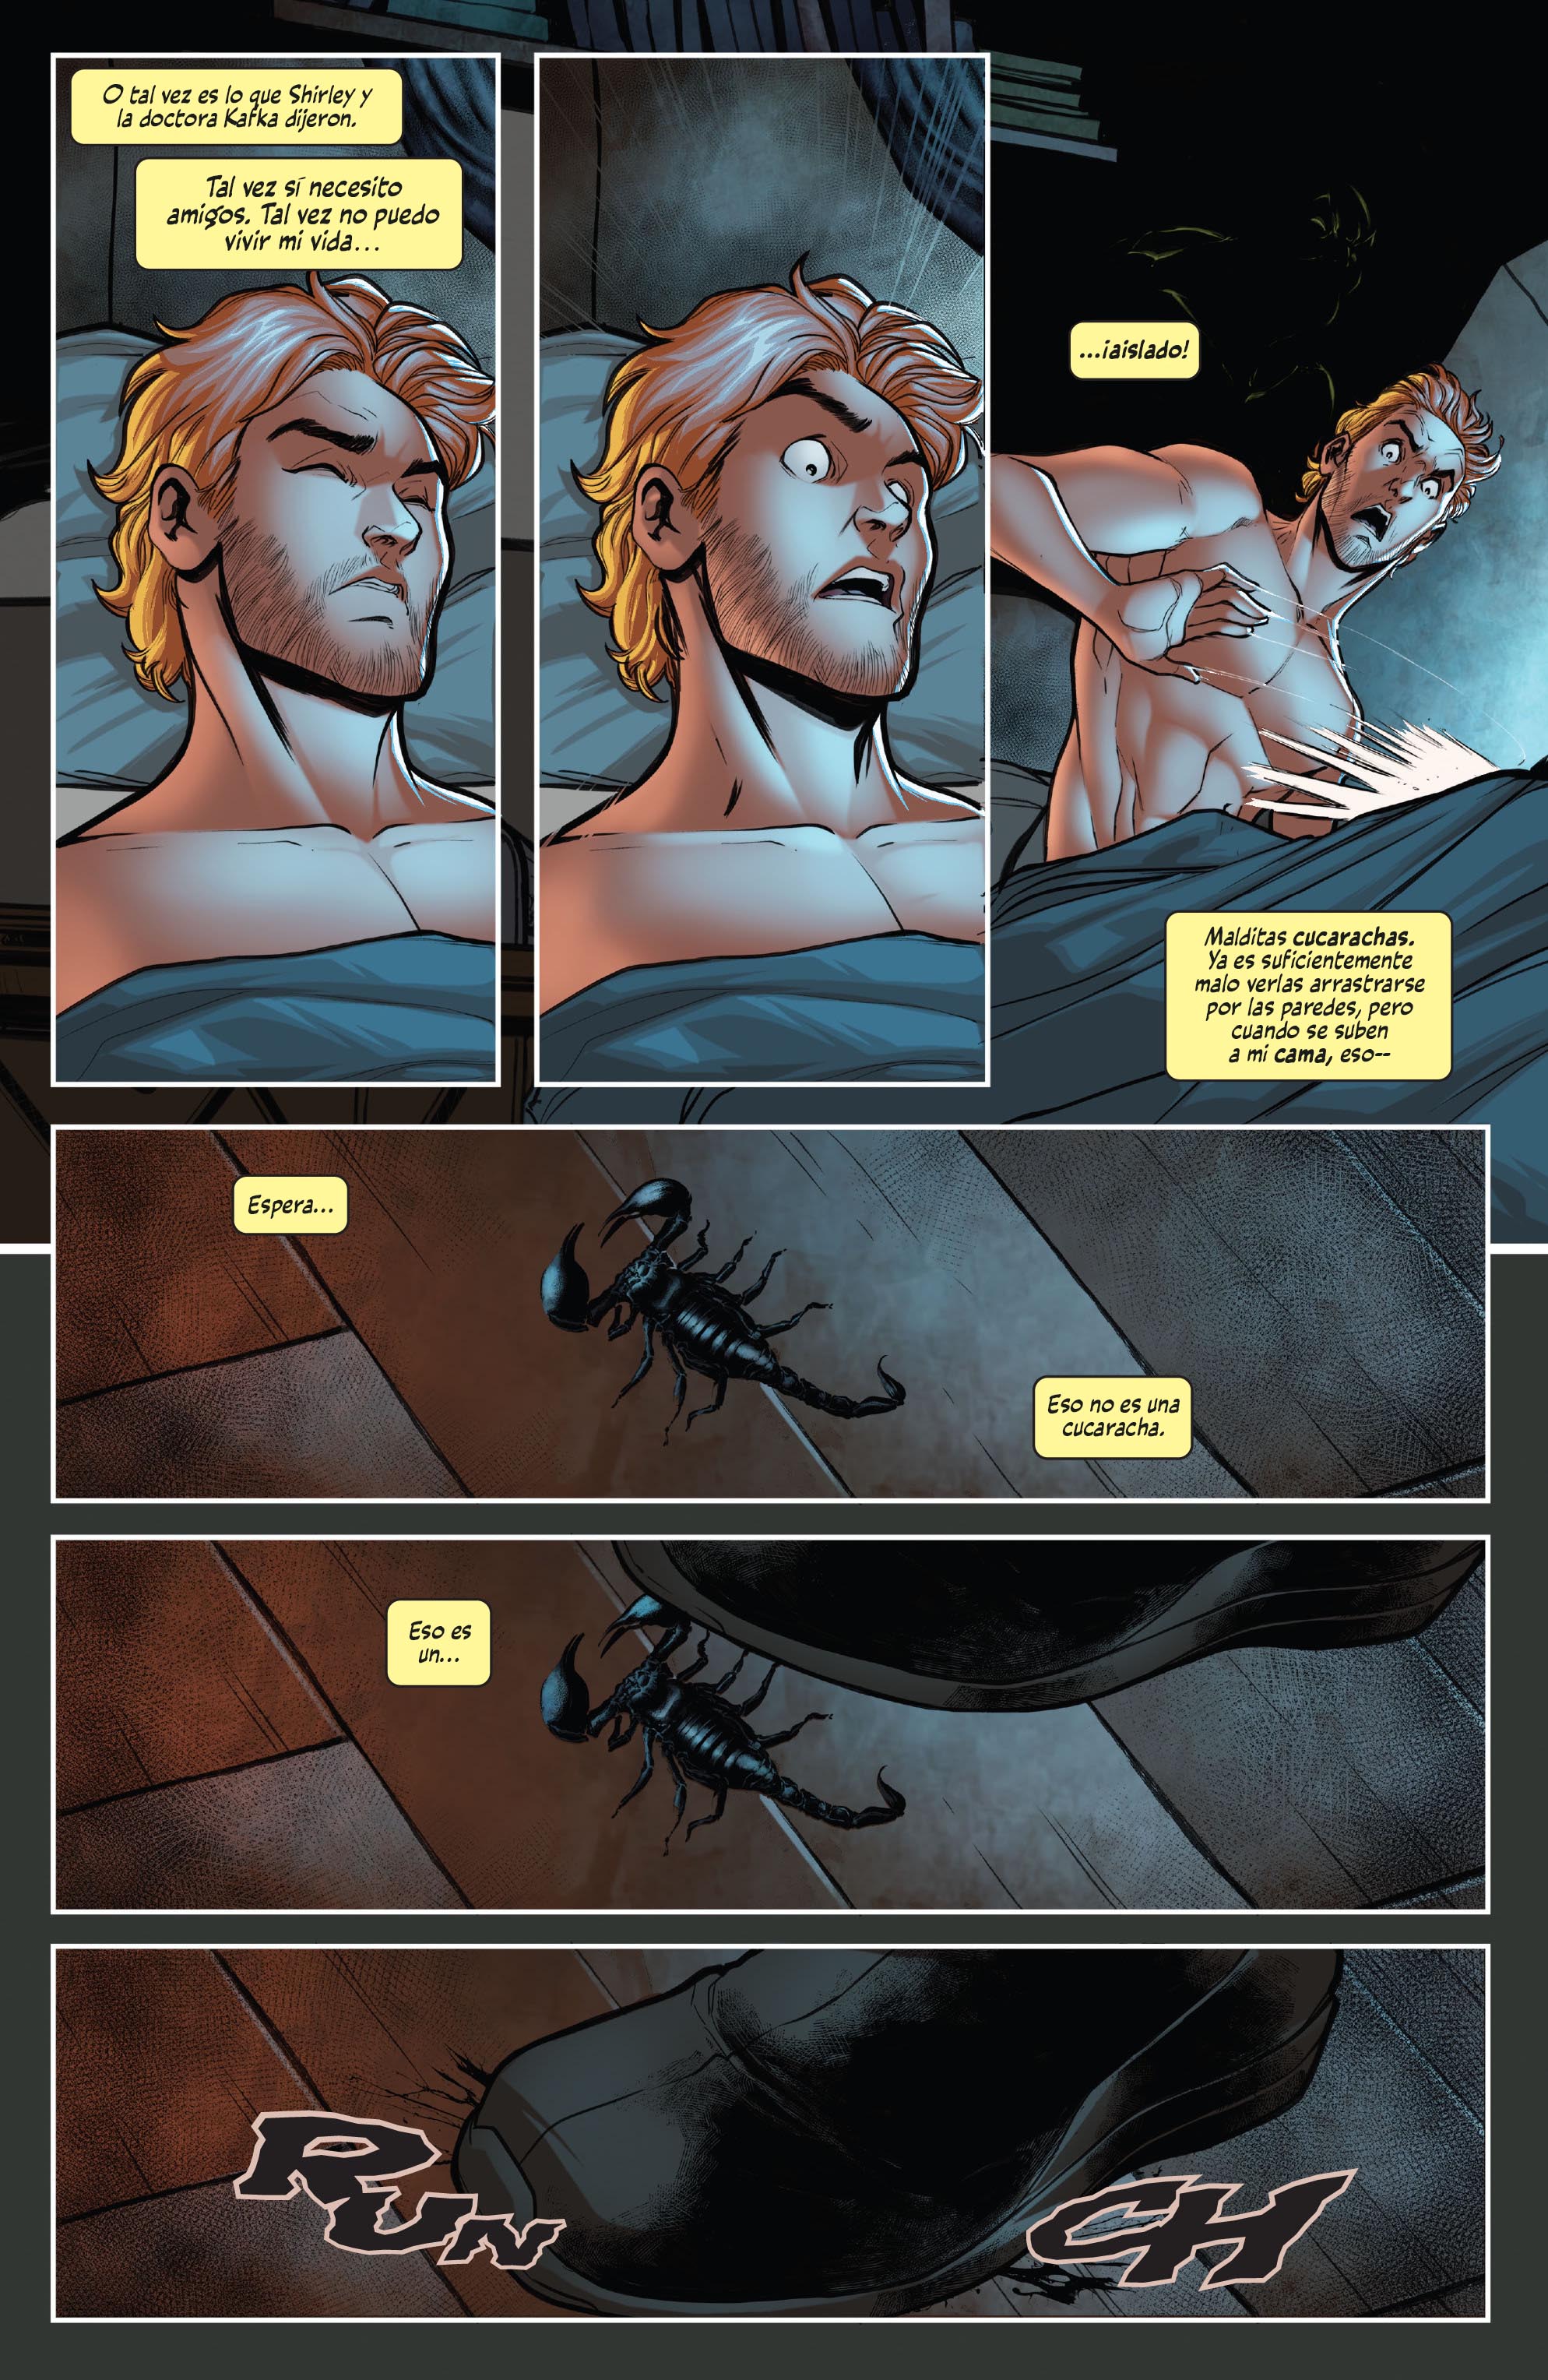 O tal vez es lo que Shirley y
la doctora Kafka dijeron.
Tal vez sí necesito
amigos. Tal vez no puedo
vivir mi vida...
...¡aislado!
Malditas cucarachas.
Ya es suficientemente
malo verlas arrastrarse
por las paredes, pero
cuando se suben
a mi cama, eso--
Espera...
Eso no es una
cucaracha.
Eso es
un...
RUN
CH